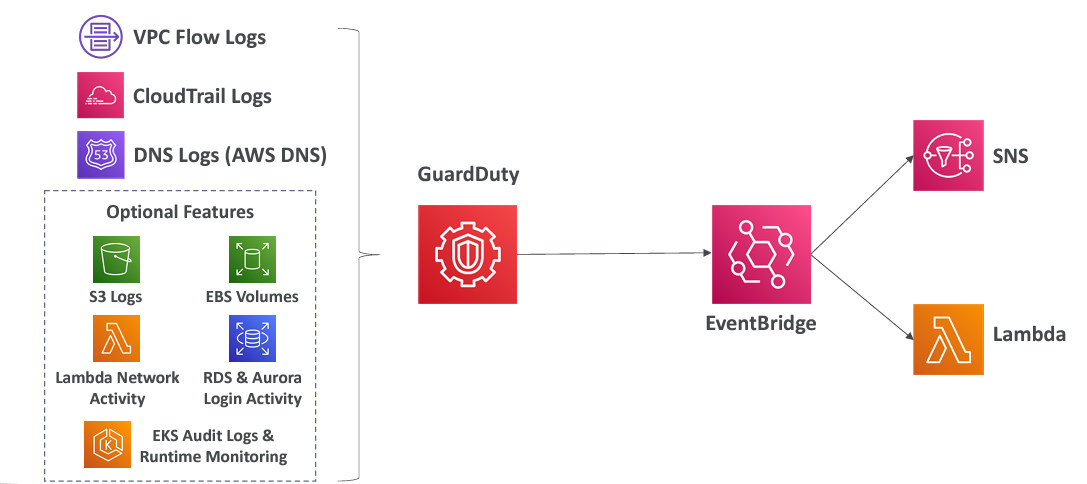 VPC Flow Logs
CloudTrail Logs
53
DNS Logs (AWS DNS)
Optional Features
S3 Logs
EBS Volumes
Lambda Network
Activity
RDS & Aurora
Login Activity
K
EKS Audit Logs &
Runtime Monitoring
GuardDuty
EventBridge
SNS
Lambda